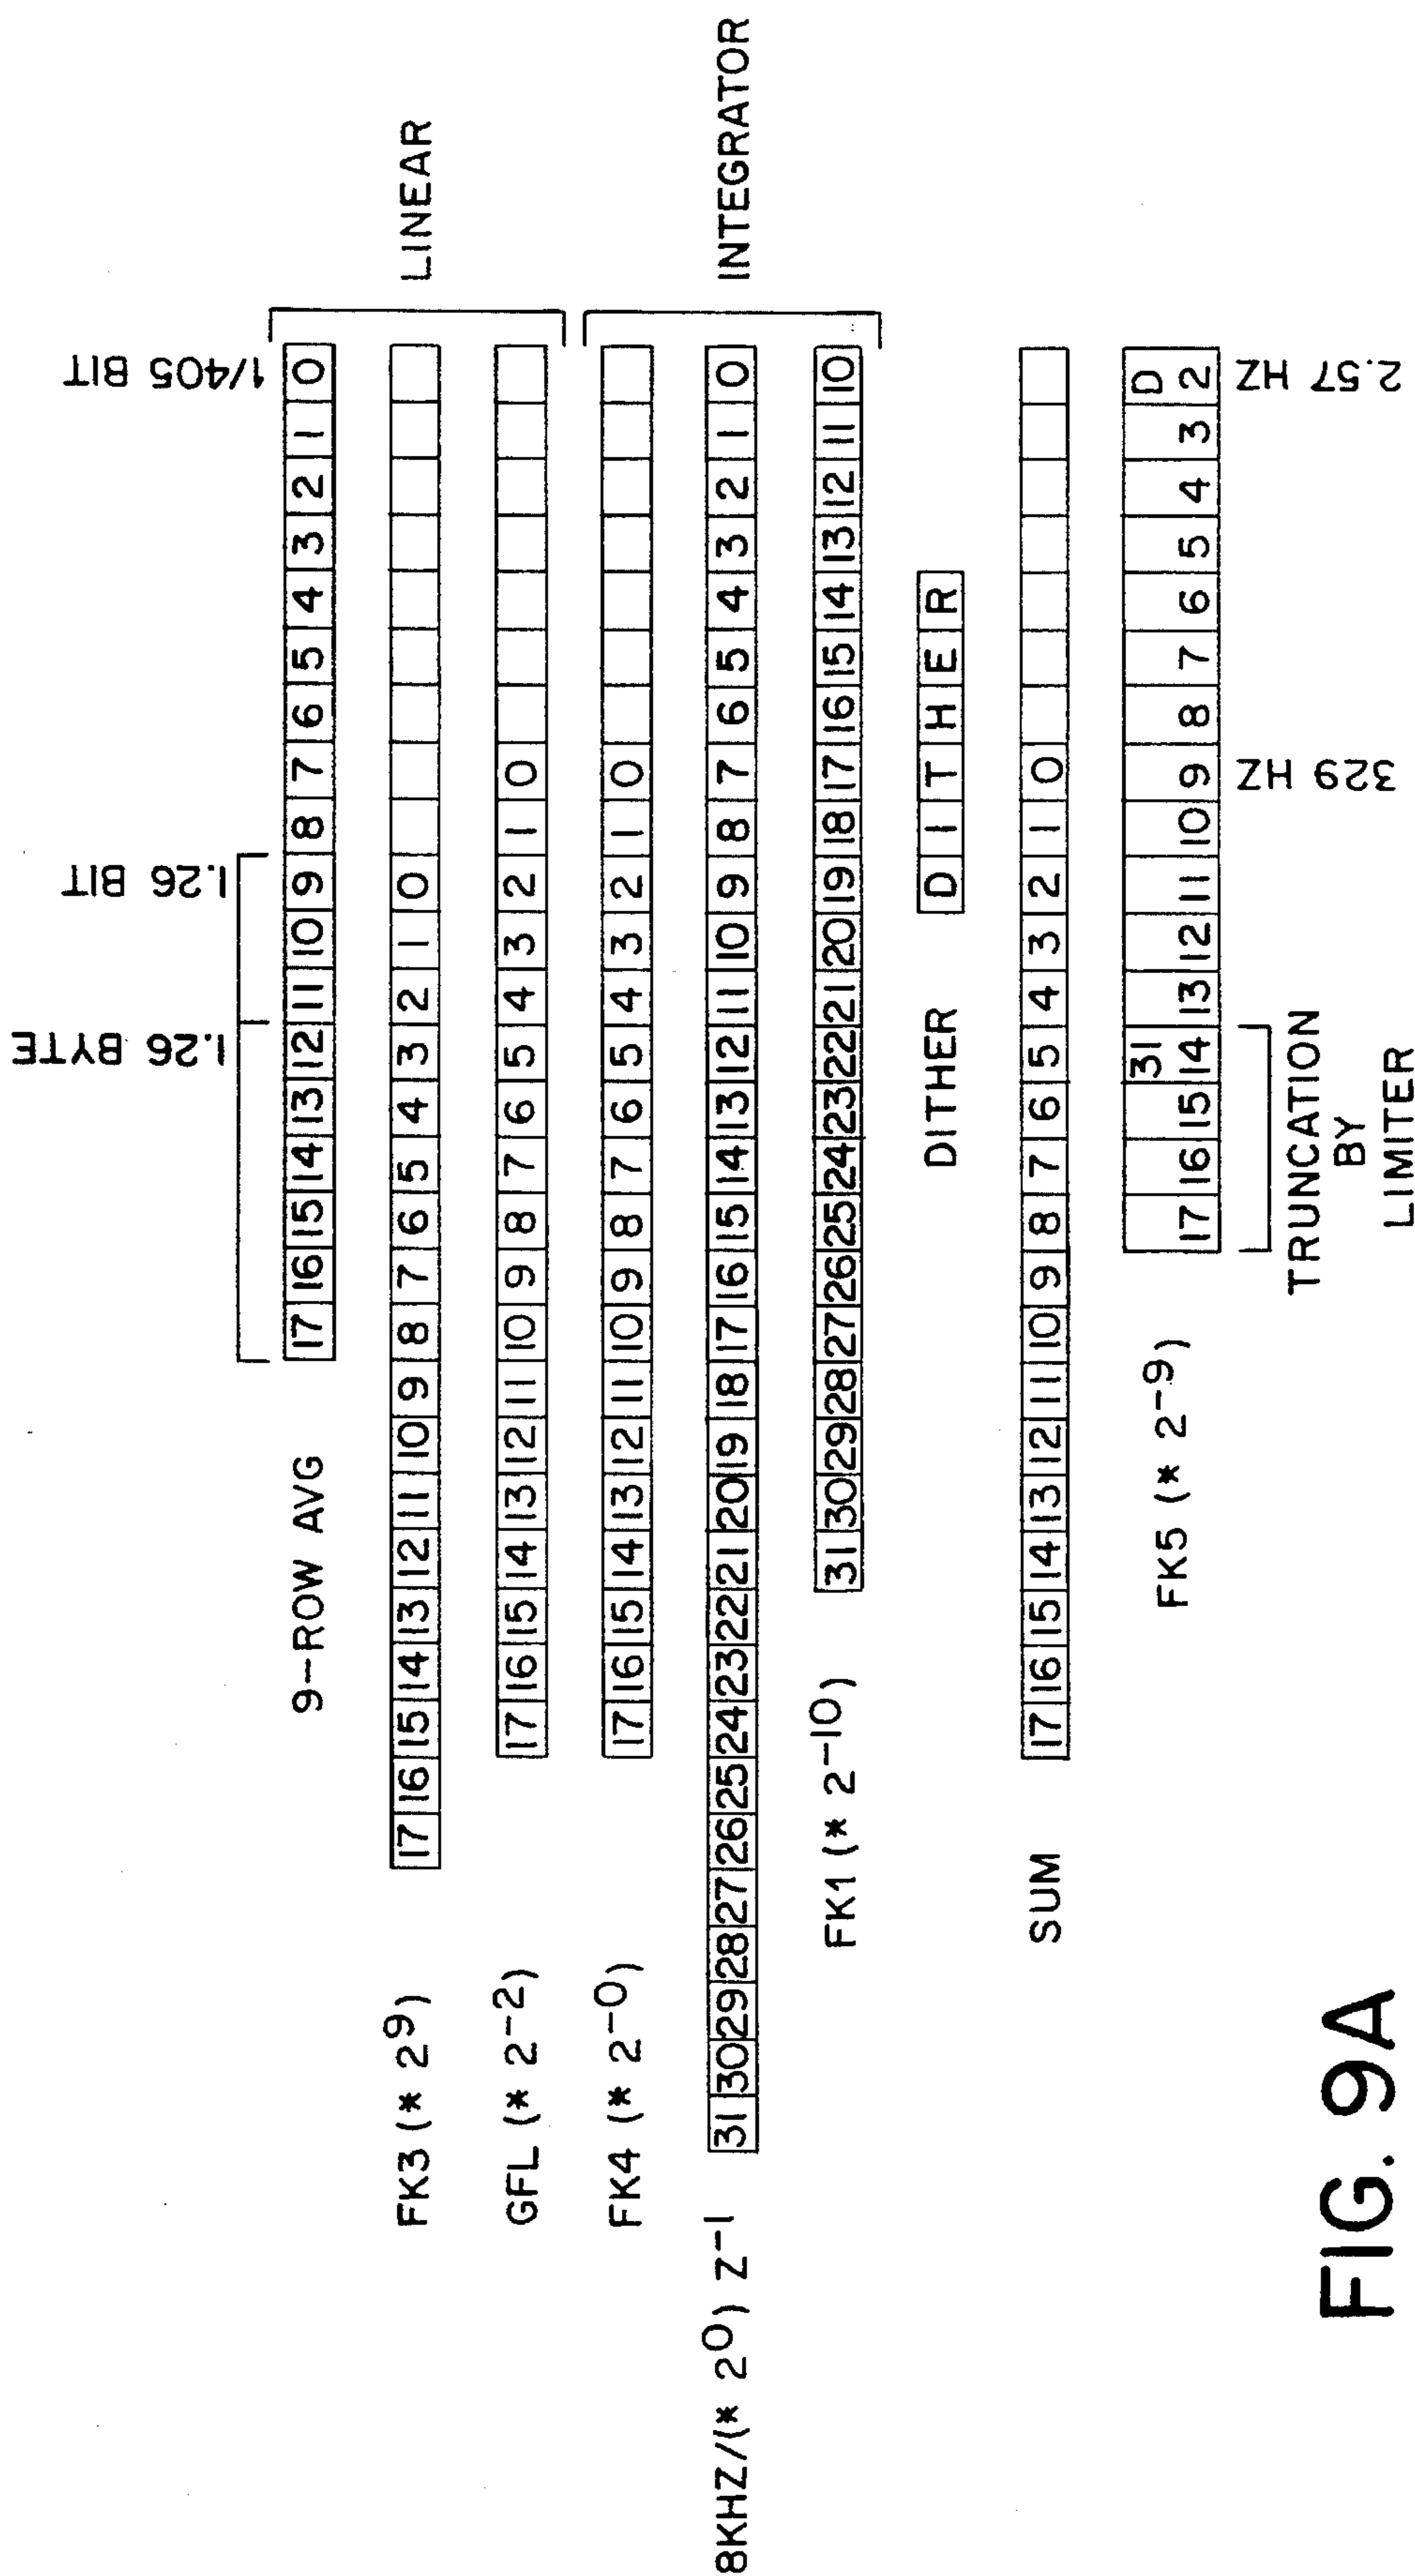 1.26 BYTE 1.26 BIT 1/405 BIT
9-ROW AVG 17 16 15 14 13 12 11 10 9 8 7 6 5 4 3 2 1 0
FK3 (* 2⁹) 17 16 15 14 13 12 11 10 9 8 7 6 5 4 3 2 1 0
LINEAR
GFL (* 2⁻²) 17 16 15 14 13 12 11 10 9 8 7 6 5 4 3 2 1 0
FK4 (* 2⁻⁰) 17 16 15 14 13 12 11 10 9 8 7 6 5 4 3 2 1 0
8KHZ/(* 2⁰) Z⁻¹ 31 30 29 28 27 26 25 24 23 22 21 20 19 18 17 16 15 14 13 12 11 10 9 8 7 6 5 4 3 2 1 0
INTEGRATOR
FK1 (* 2⁻¹⁰) 31 30 29 28 27 26 25 24 23 22 21 20 19 18 17 16 15 14 13 12 11 10
DITHER D I T H E R
SUM 17 16 15 14 13 12 11 10 9 8 7 6 5 4 3 2 1 0
31 D
FK5 (* 2⁻⁹) 17 16 15 14 13 12 11 10 9 8 7 6 5 4 3 2
329 HZ 2.57 HZ
TRUNCATION
BY
LIMITER
FIG. 9A